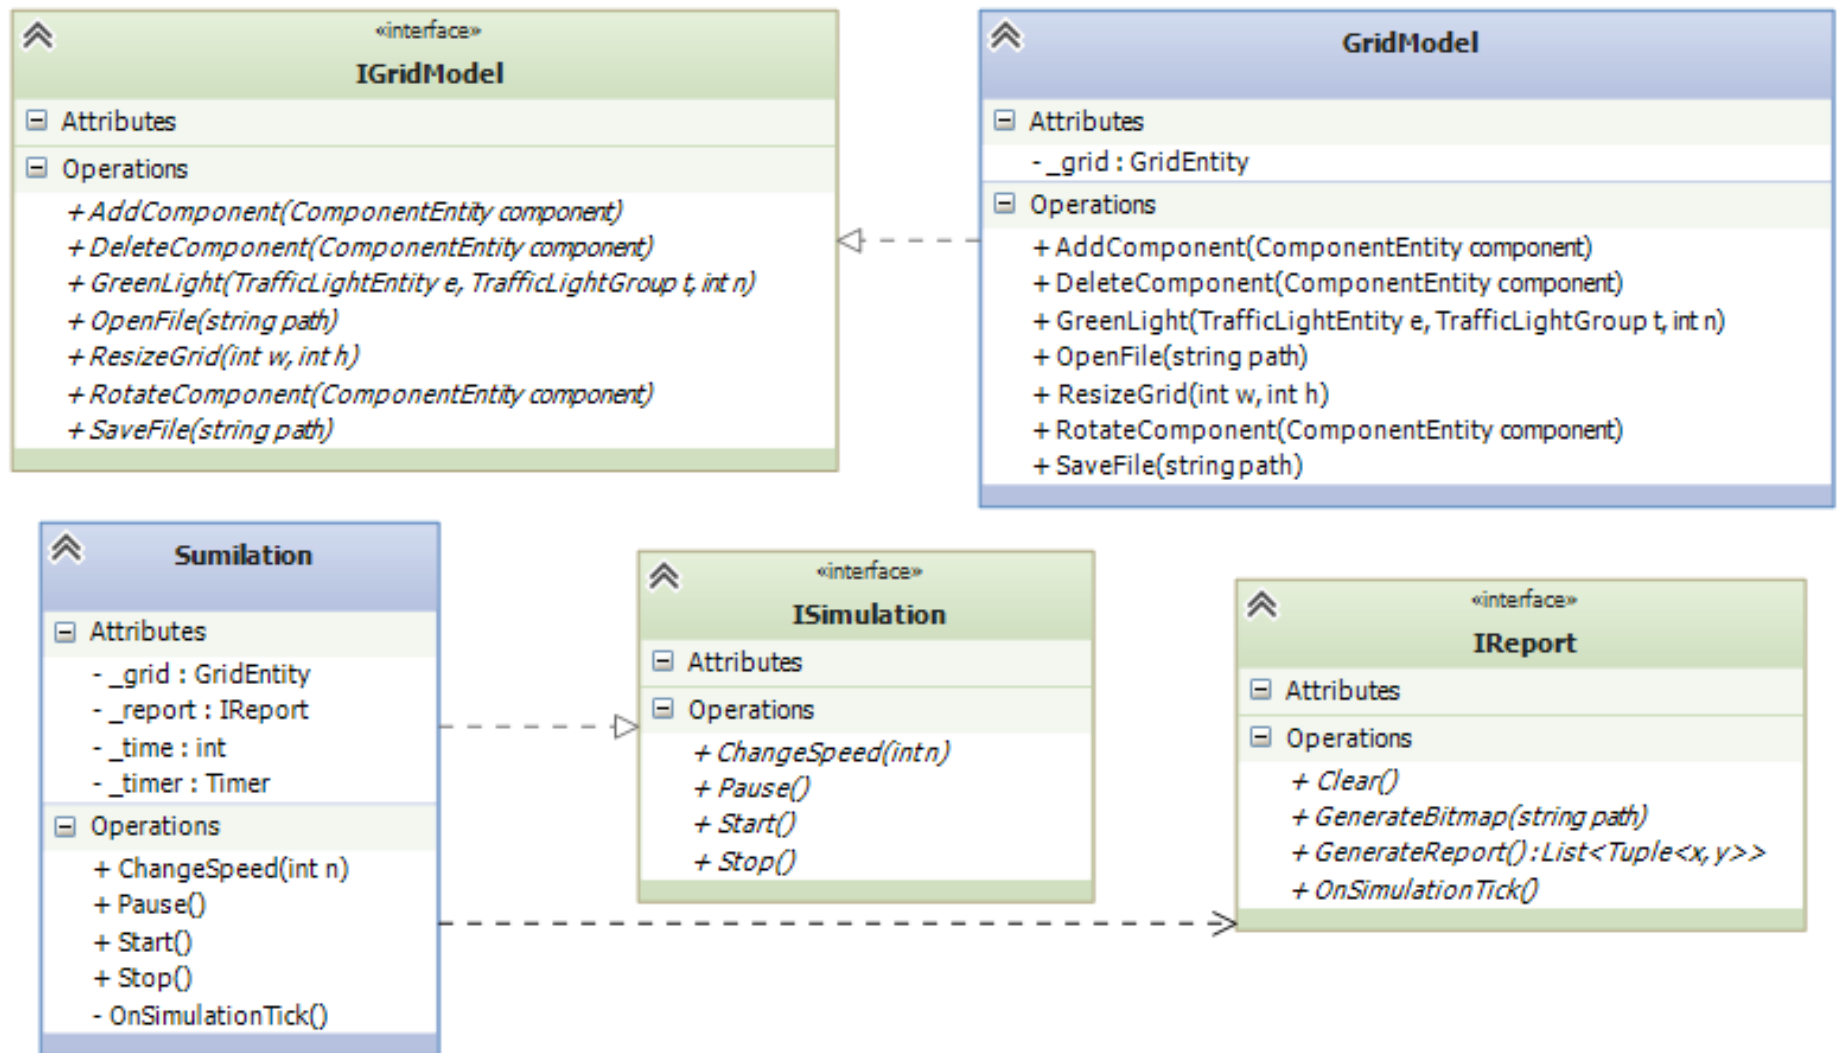 «interface»
IGridModel
Attributes
Operations
+ AddComponent(ComponentEntity component)
+ DeleteComponent(ComponentEntity component)
+ GreenLight(TrafficLightEntity e, TrafficLightGroup t, int n)
+ OpenFile(string path)
+ ResizeGrid(int w, int h)
+ RotateComponent(ComponentEntity component)
+ SaveFile(string path)
GridModel
Attributes
- _grid : GridEntity
Operations
+ AddComponent(ComponentEntity component)
+ DeleteComponent(ComponentEntity component)
+ GreenLight(TrafficLightEntity e, TrafficLightGroup t, int n)
+ OpenFile(string path)
+ ResizeGrid(int w, int h)
+ RotateComponent(ComponentEntity component)
+ SaveFile(string path)
Sumilation
Attributes
- _grid : GridEntity
- _report : IReport
- _time : int
- _timer : Timer
Operations
+ ChangeSpeed(int n)
+ Pause()
+ Start()
+ Stop()
- OnSimulationTick()
«interface»
ISimulation
Attributes
Operations
+ ChangeSpeed(int n)
+ Pause()
+ Start()
+ Stop()
«interface»
IReport
Attributes
Operations
+ Clear()
+ GenerateBitmap(string path)
+ GenerateReport() : List<Tuple<x, y>>
+ OnSimulationTick()